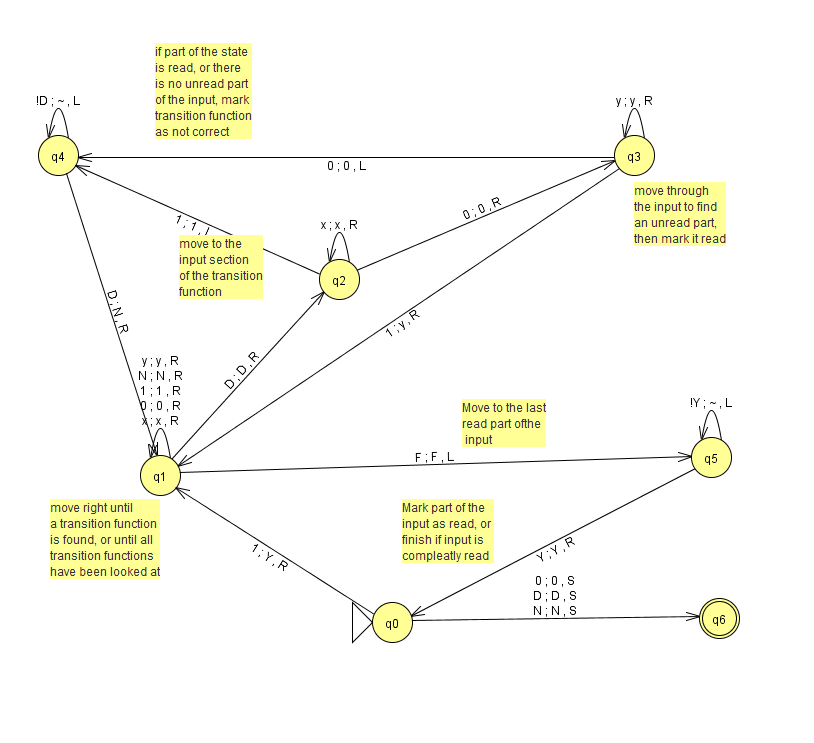 if part of the state
is read, or there
is no unread part
of the input, mark
transition function
as not correct
!D ; ~ , L
q4
y ; y , R
q3
0 ; 0 , L
move through
the input to find
an unread part,
then mark it read
0 ; 0 , R
1 ; 1 , L
x ; x , R
q2
move to the
input section
of the transition
function
D ; N , R
1 ; y , R
D ; D , R
y ; y , R
N ; N , R
1 ; 1 , R
0 ; 0 , R
x ; x , R
q1
Move to the last
read part ofthe
input
!Y ; ~ , L
q5
F ; F , L
move right until
a transition function
is found, or until all
transition functions
have been looked at
Mark part of the
input as read, or
finish if input is
compleatly read
1 ; Y , R
Y ; Y , R
0 ; 0 , S
D ; D , S
N ; N , S
q0
q6